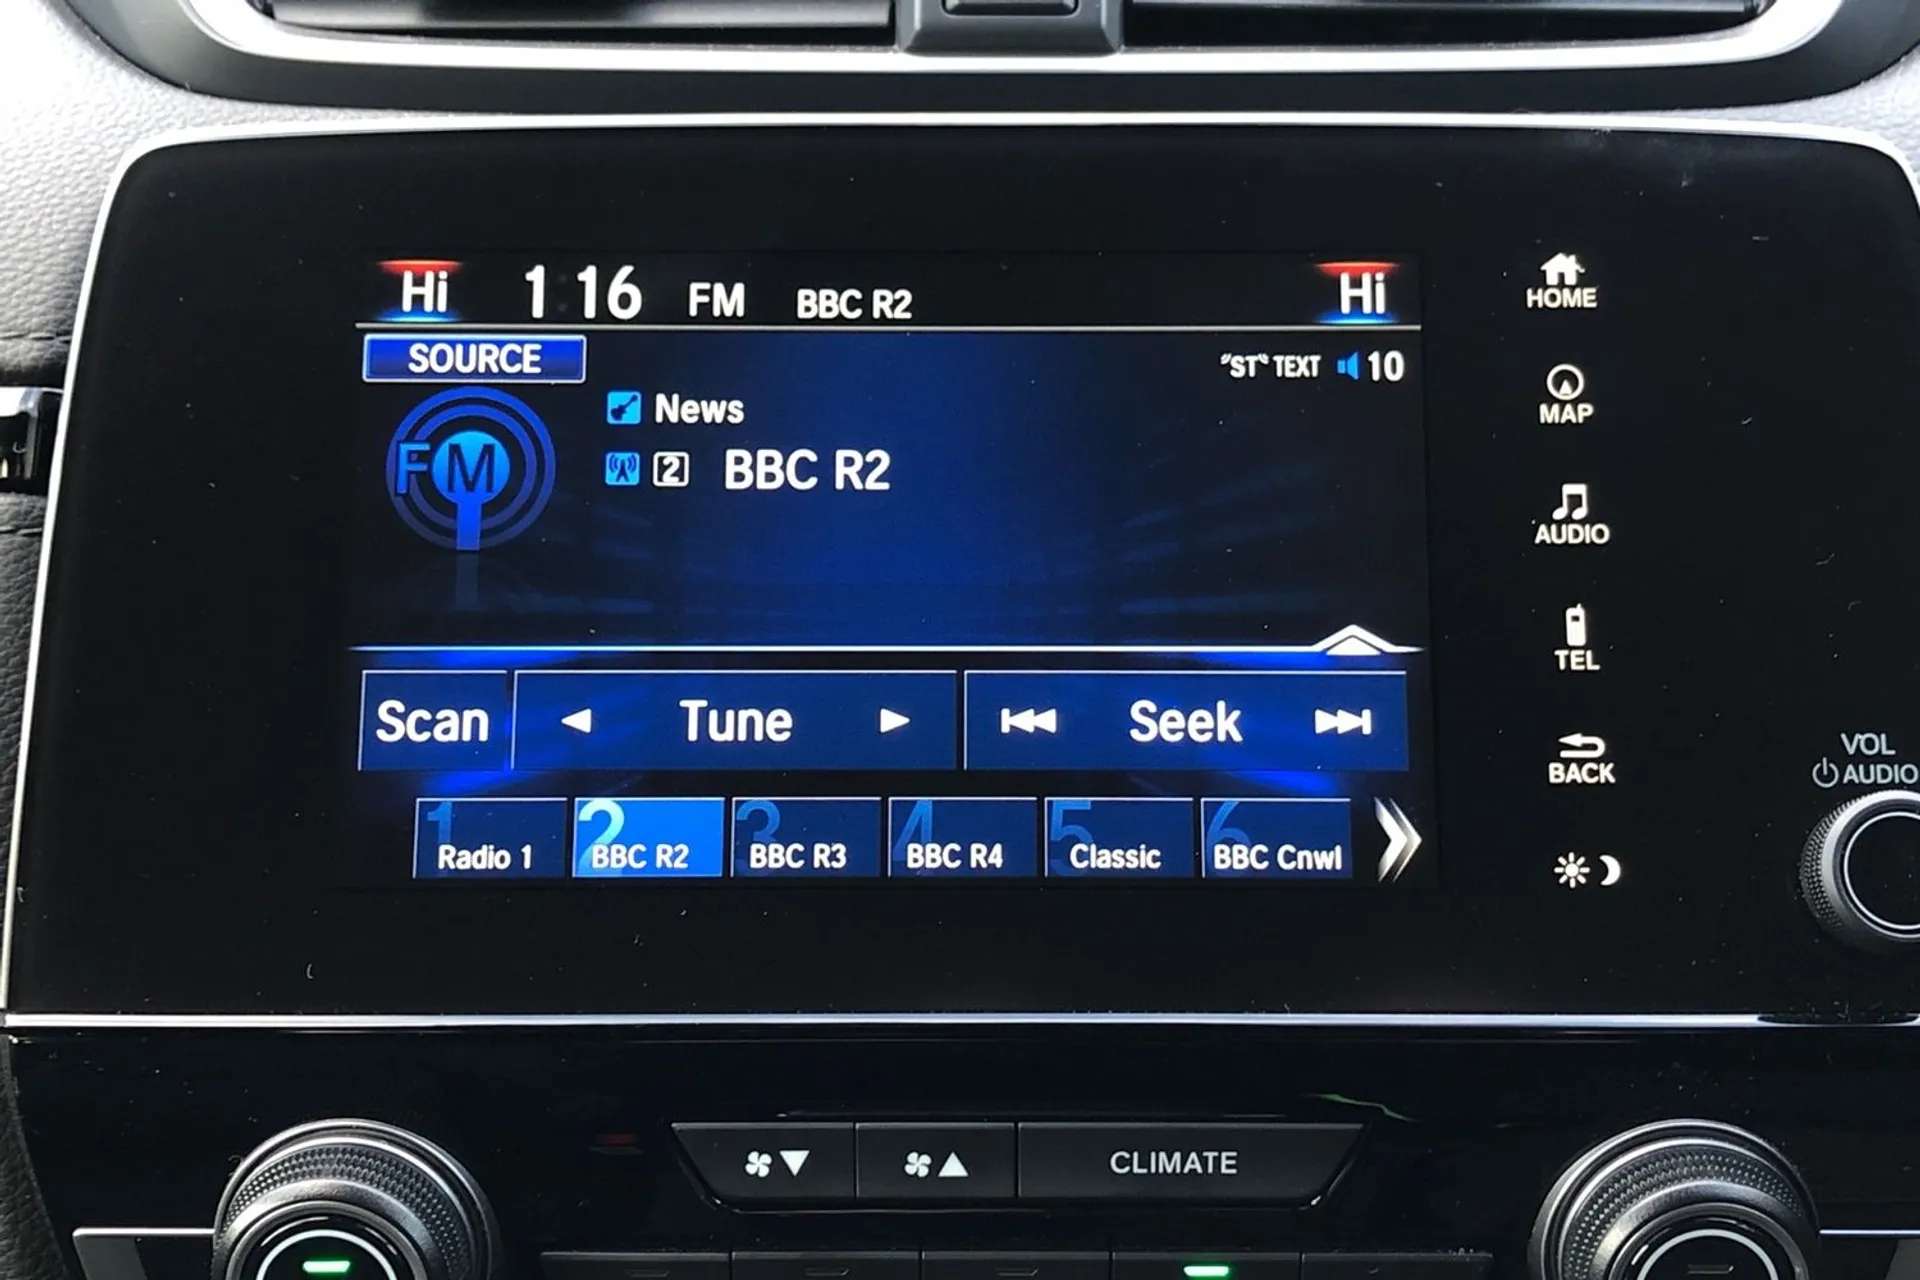 Hi 1:16 FM BBC R2 Hi
SOURCE
"ST" TEXT 10
News
FM
2 BBC R2
Scan Tune Seek
1 Radio 1
2 BBC R2
3 BBC R3
4 BBC R4
5 Classic
6 BBC Cnwl
HOME
MAP
AUDIO
TEL
BACK
VOL
AUDIO
CLIMATE